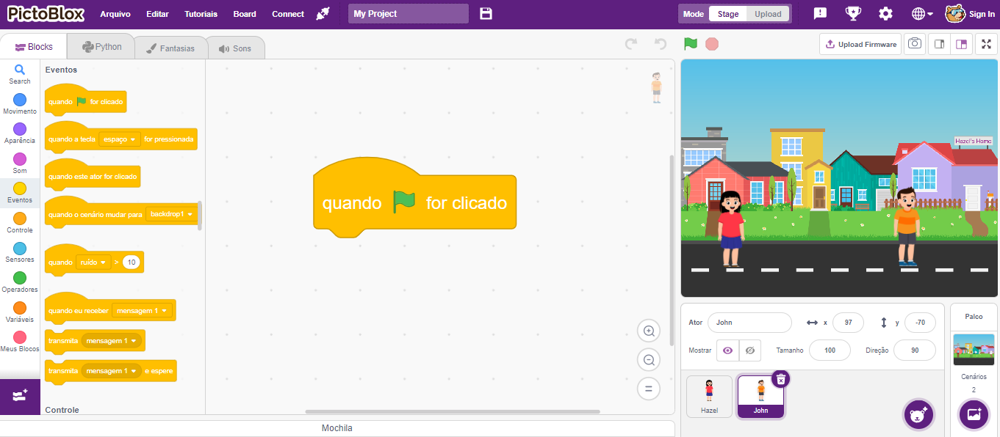 PictoBlox Arquivo Editar Tutoriais Board Connect My Project Mode Stage Upload Sign In
Blocks Python Fantasias Sons Upload Firmware
Search
Movimento
Aparência
Som
Eventos
Controle
Sensores
Operadores
Variáveis
Meus Blocos
Eventos
quando for clicado
quando a tecla espaço for pressionada
quando este ator for clicado
quando o cenário mudar para backdrop1
quando ruído > 10
quando eu receber mensagem 1
transmita mensagem 1
transmita mensagem 1 e espere
Controle
quando for clicado
Hazel's Home
Ator John x 97 y -70
Mostrar Tamanho 100 Direção 90
Hazel
John
Palco
Cenários
2
Mochila